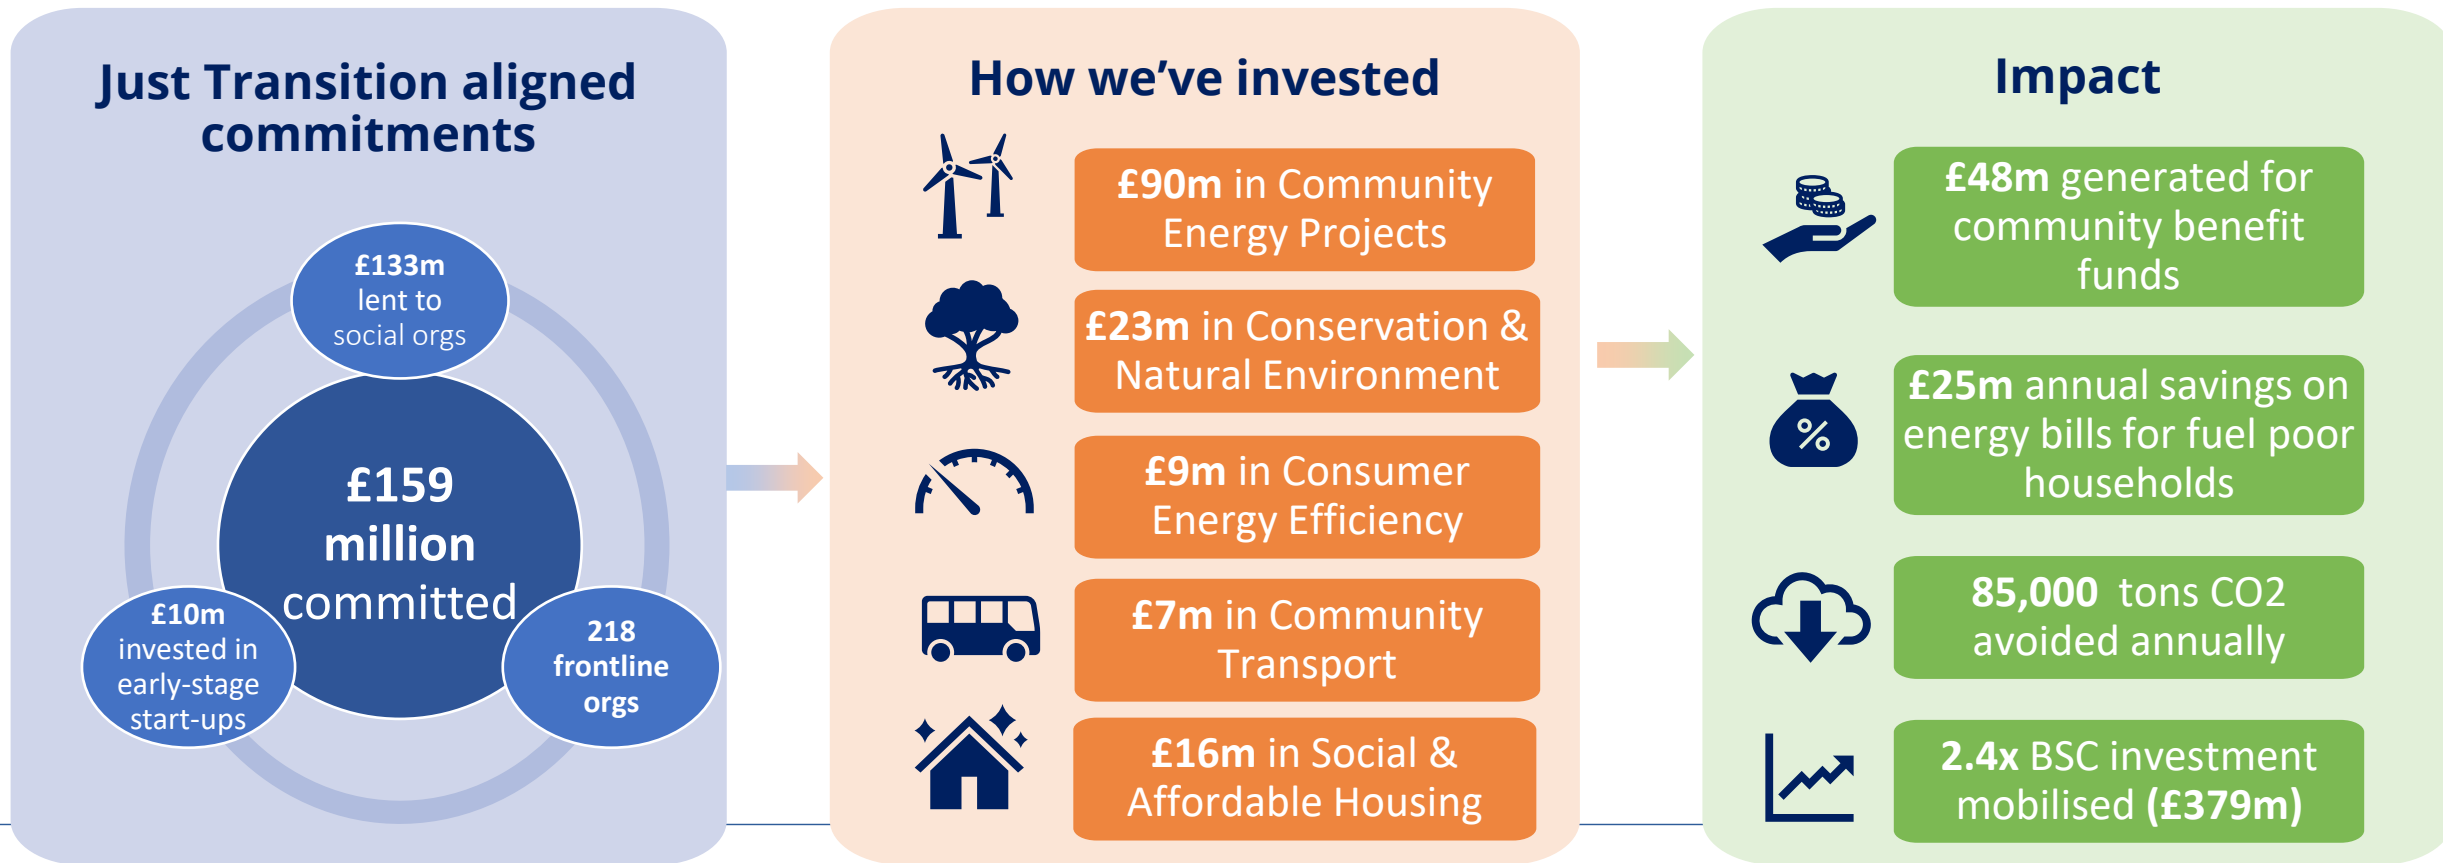 Just Transition aligned
commitments
£133m
lent to
social orgs
£159
million
committed
£10m
invested in
early-stage
start-ups
218
frontline
orgs
How we’ve invested
£90m in Community
Energy Projects
£23m in Conservation &
Natural Environment
£9m in Consumer
Energy Efficiency
£7m in Community
Transport
£16m in Social &
Affordable Housing
Impact
£48m generated for
community benefit
funds
%
£25m annual savings on
energy bills for fuel poor
households
85,000  tons CO2
avoided annually
2.4x BSC investment
mobilised (£379m)